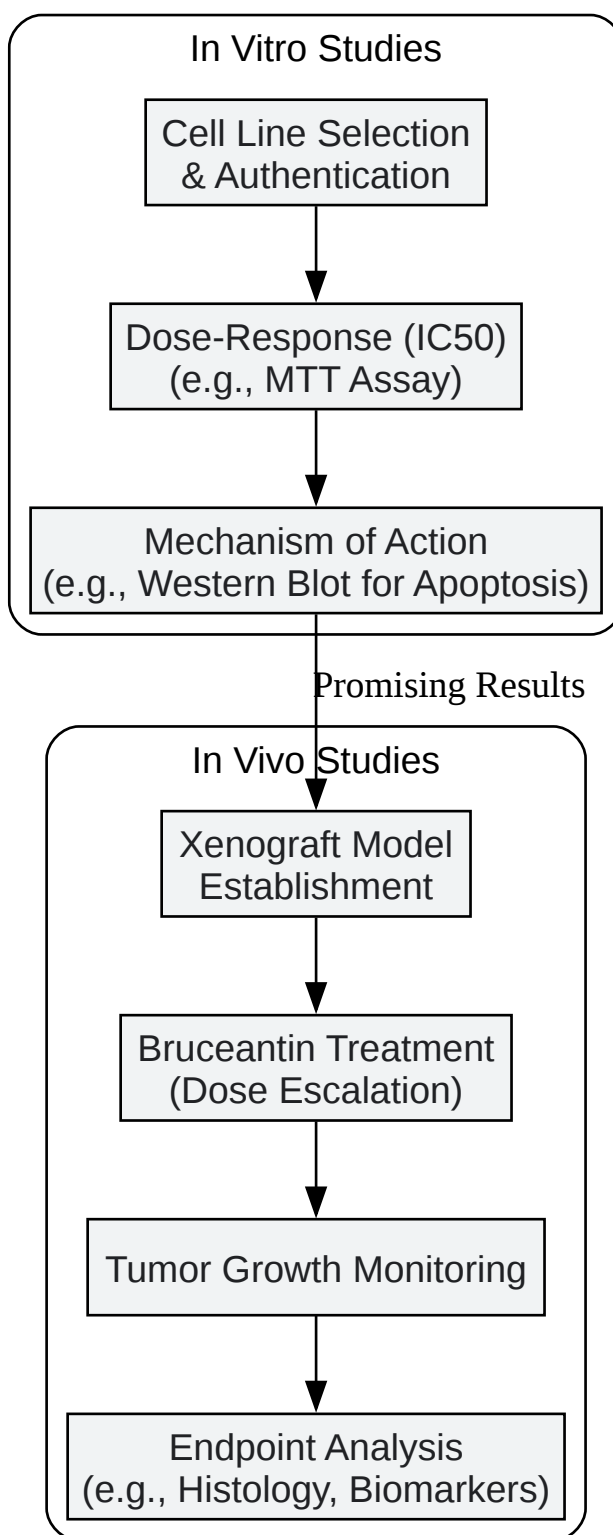 In Vitro Studies
Cell Line Selection
& Authentication
Dose-Response (IC50)
(e.g., MTT Assay)
Mechanism of Action
(e.g., Western Blot for Apoptosis)
Promising Results
In Vivo Studies
Xenograft Model
Establishment
Bruceantin Treatment
(Dose Escalation)
Tumor Growth Monitoring
Endpoint Analysis
(e.g., Histology, Biomarkers)